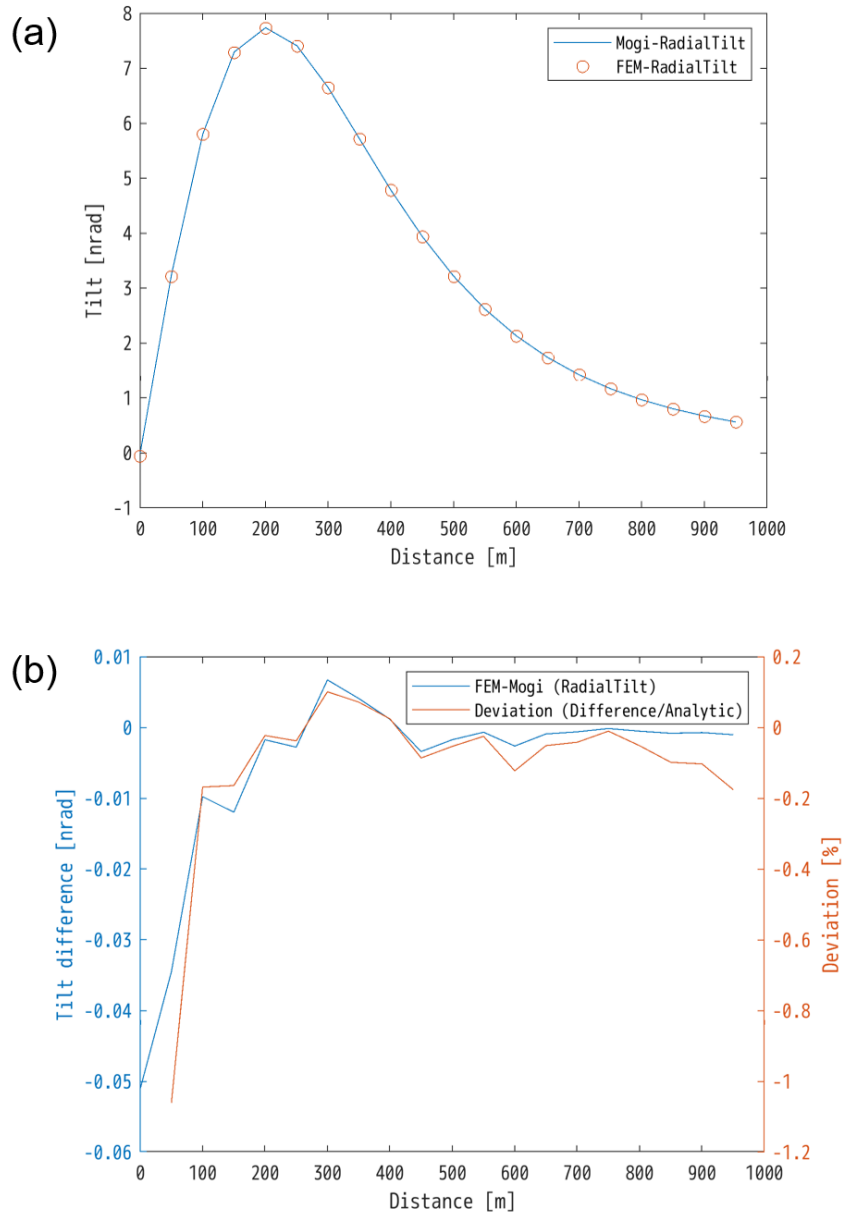 (a)
8
7
6
5
4
3
2
1
0
-1
Tilt [nrad]
Mogi-RadialTilt
FEM-RadialTilt
0 100 200 300 400 500 600 700 800 900 1000
Distance [m]
(b)
0.01
0
-0.01
-0.02
-0.03
-0.04
-0.05
-0.06
Tilt difference [nrad]
FEM-Mogi (RadialTilt)
Deviation (Difference/Analytic)
0.2
0
-0.2
-0.4
-0.6
-0.8
-1
-1.2
Deviation [%]
0 100 200 300 400 500 600 700 800 900 1000
Distance [m]